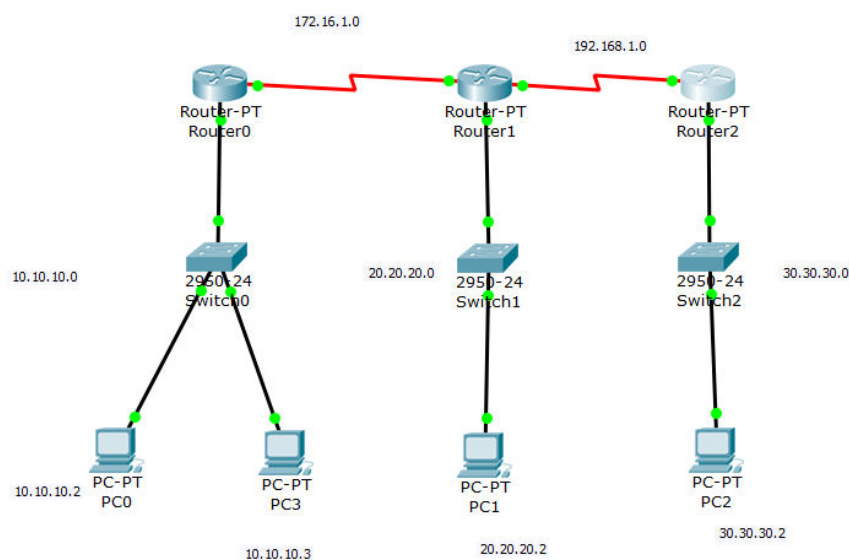 172.16.1.0
192.168.1.0
Router-PT
Router0
Router-PT
Router1
Router-PT
Router2
10.10.10.0
2950-24
Switch0
20.20.20.0
2950-24
Switch1
2950-24
Switch2
30.30.30.0
10.10.10.2
PC-PT
PC0
PC-PT
PC3
PC-PT
PC1
PC-PT
PC2
10.10.10.3
20.20.20.2
30.30.30.2